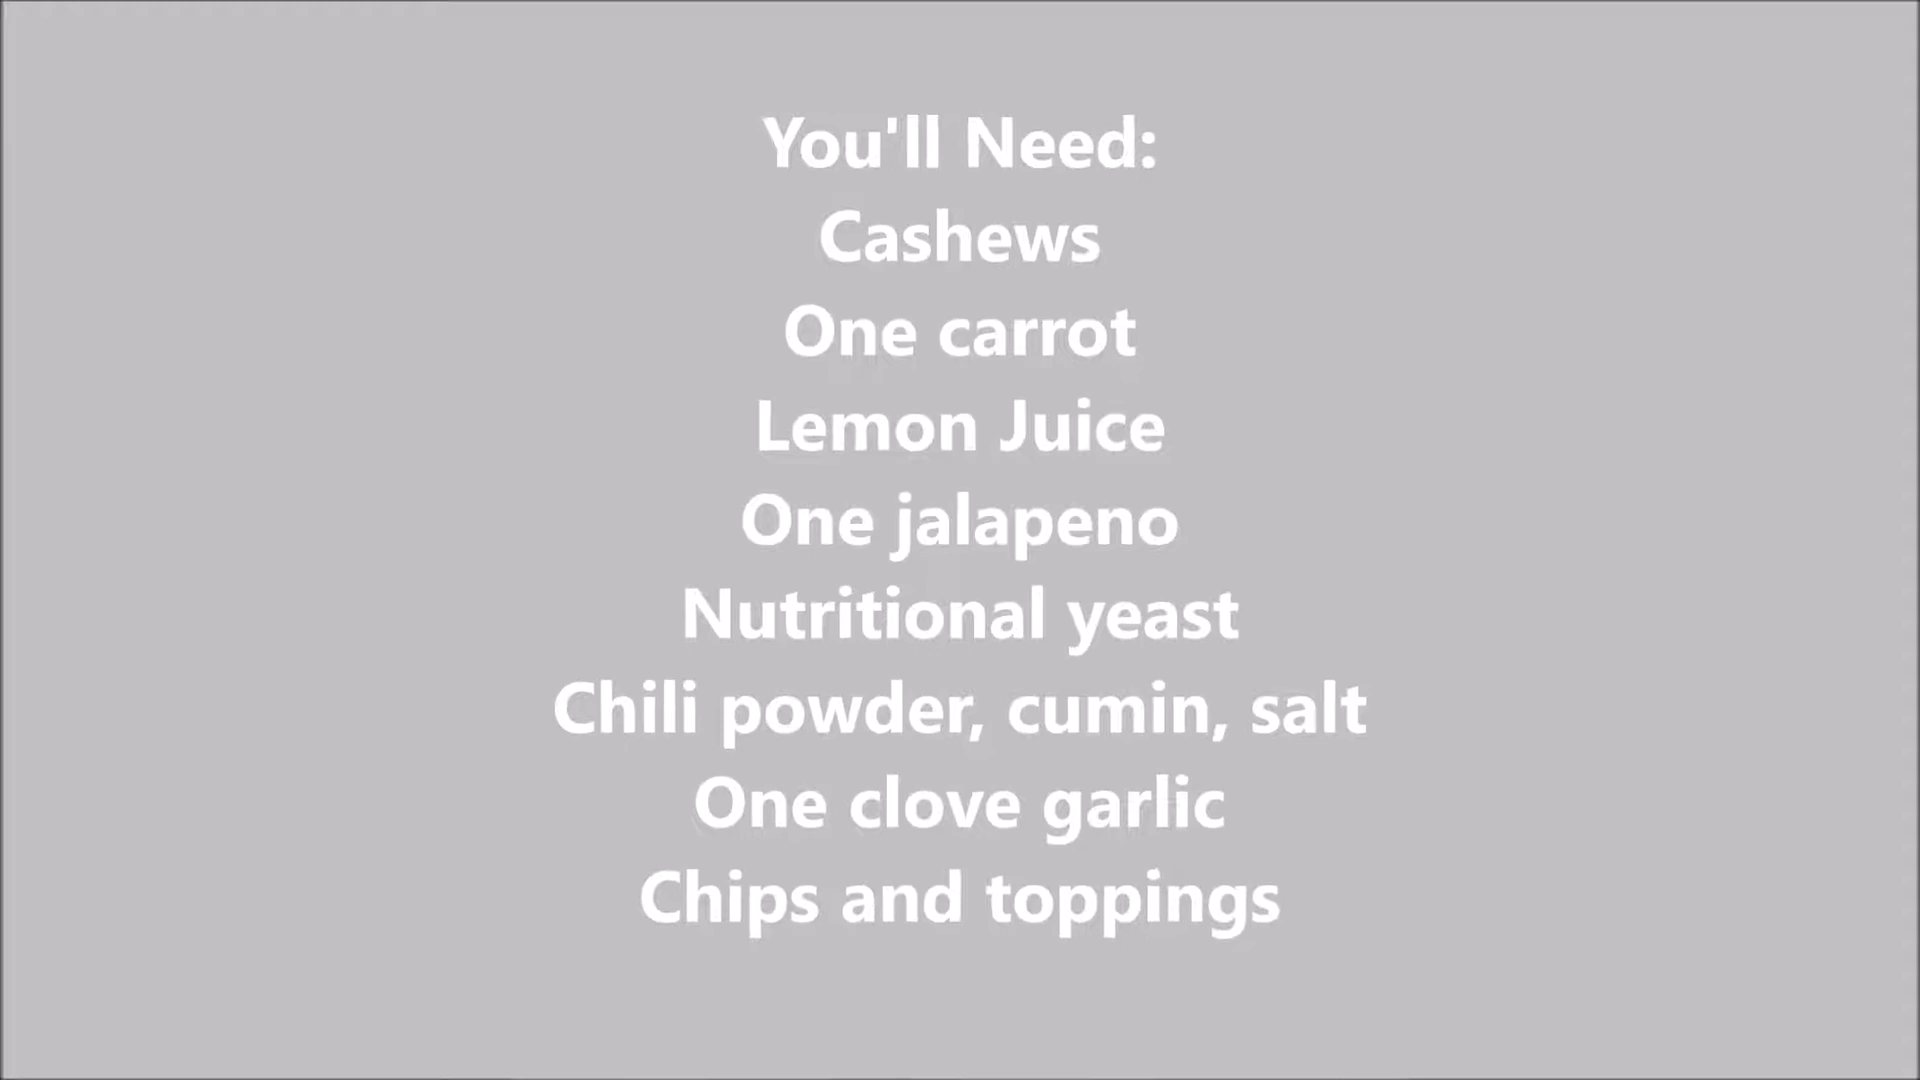 You'll Need:
Cashews
One carrot
Lemon Juice
One jalapeno
Nutritional yeast
Chili powder, cumin, salt
One clove garlic
Chips and toppings